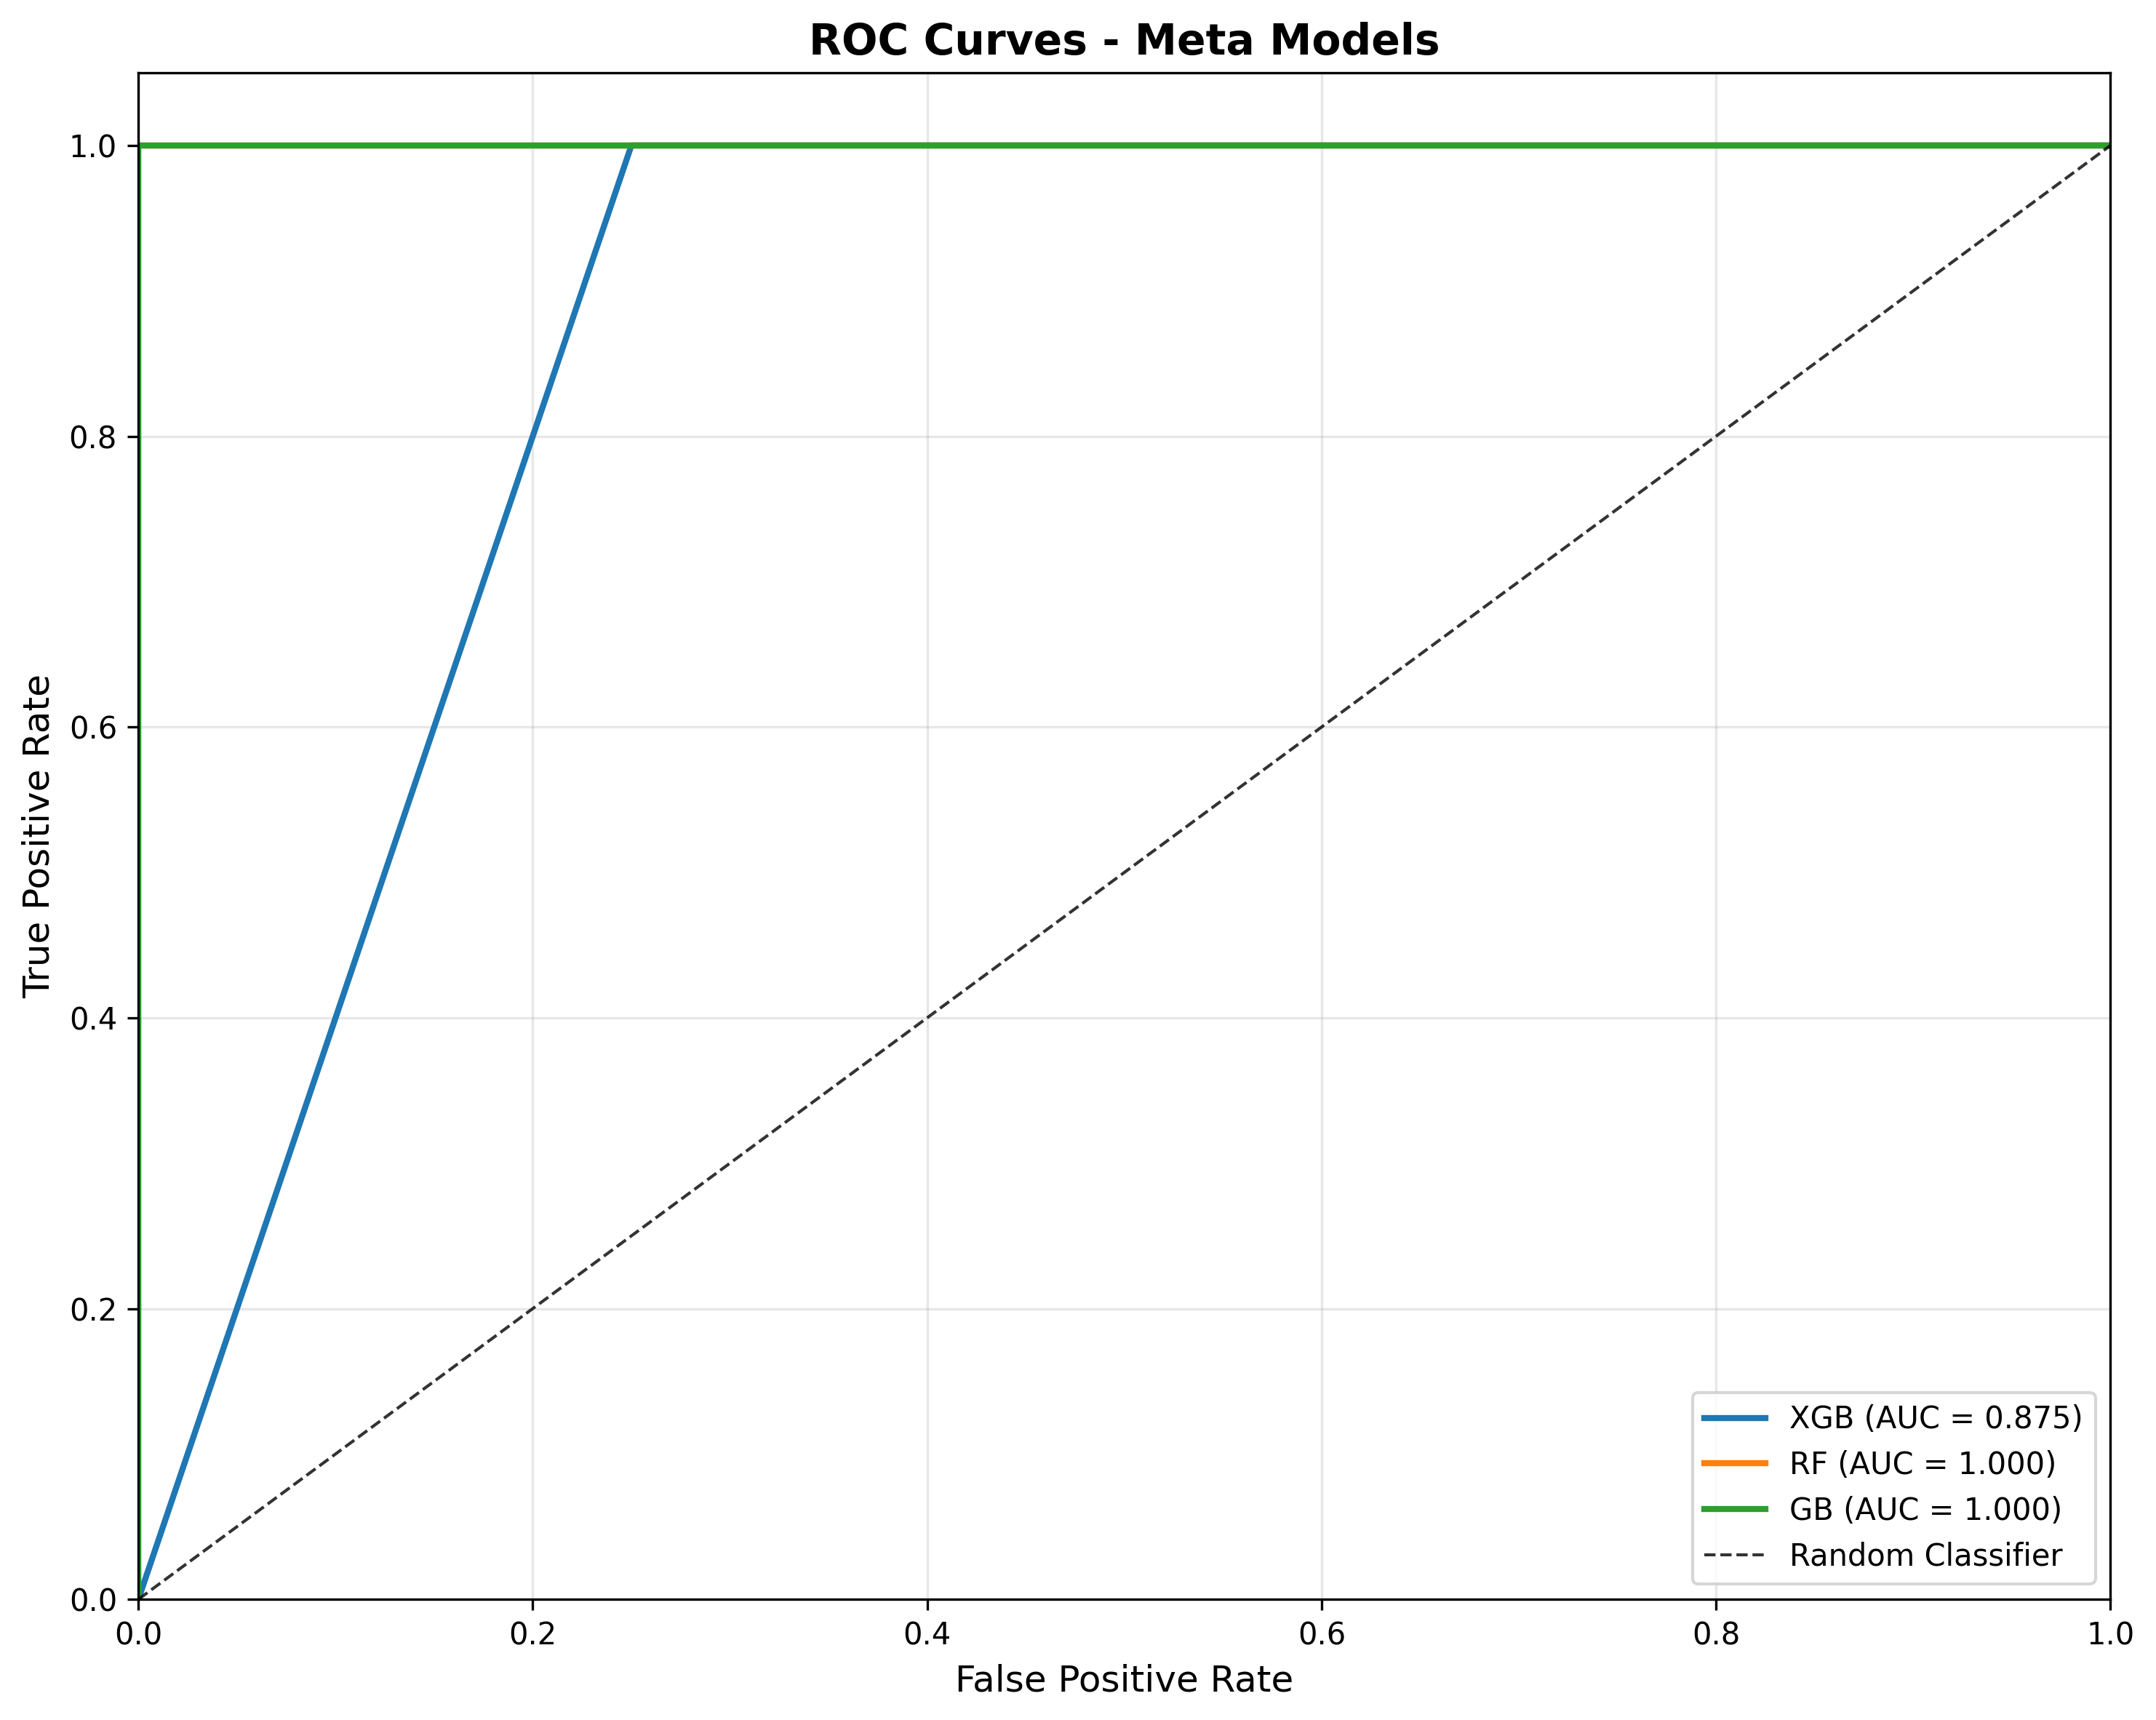 ROC Curves - Meta Models
True Positive Rate
1.0
0.8
0.6
0.4
0.2
0.0
0.0 0.2 0.4 0.6 0.8 1.0
False Positive Rate
XGB (AUC = 0.875)
RF (AUC = 1.000)
GB (AUC = 1.000)
Random Classifier